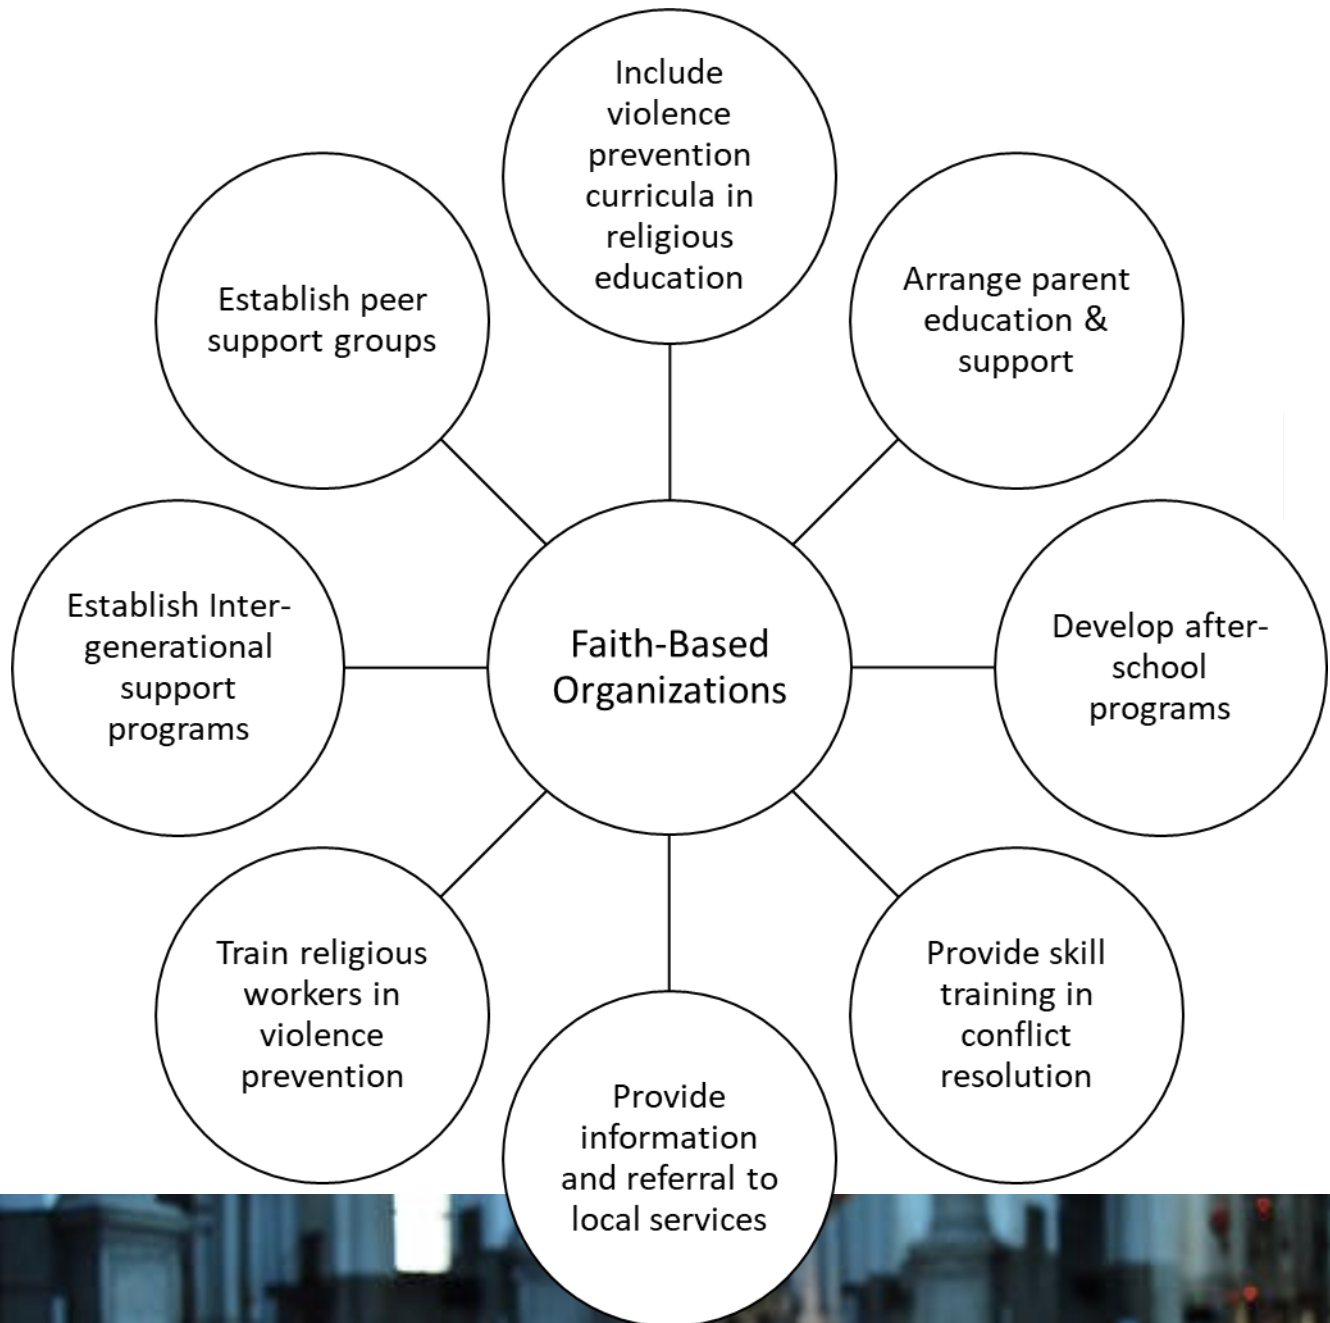 Include
violence
prevention
curricula in
religious
education
Arrange parent
education &
support
Develop after-
school
programs
Provide skill
training in
conflict
resolution
Provide
information
and referral to
local services
Train religious
workers in
violence
prevention
Establish Inter-
generational
support
programs
Establish peer
support groups
Faith-Based
Organizations